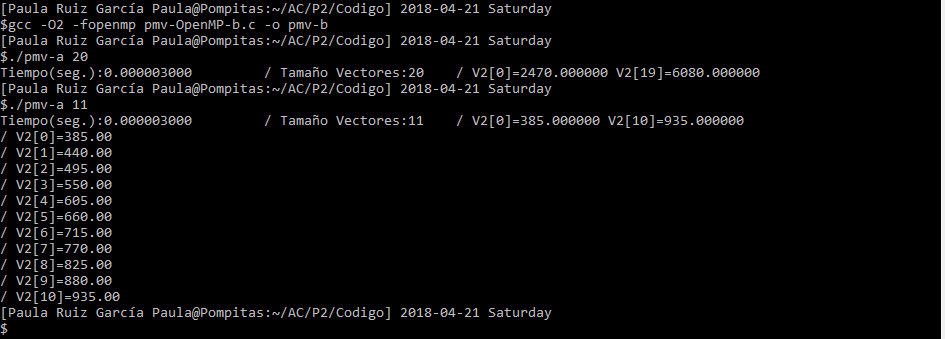 [Paula Ruiz García Paula@Pompitas:~/AC/P2/Codigo] 2018-04-21 Saturday
$gcc -O2 -fopenmp pmv-OpenMP-b.c -o pmv-b
[Paula Ruiz García Paula@Pompitas:~/AC/P2/Codigo] 2018-04-21 Saturday
$./pmv-a 20
Tiempo(seg.):0.000003000         / Tamaño Vectores:20    / V2[0]=2470.000000 V2[19]=6080.000000
[Paula Ruiz García Paula@Pompitas:~/AC/P2/Codigo] 2018-04-21 Saturday
$./pmv-a 11
Tiempo(seg.):0.000003000         / Tamaño Vectores:11    / V2[0]=385.000000 V2[10]=935.000000
/ V2[0]=385.00
/ V2[1]=440.00
/ V2[2]=495.00
/ V2[3]=550.00
/ V2[4]=605.00
/ V2[5]=660.00
/ V2[6]=715.00
/ V2[7]=770.00
/ V2[8]=825.00
/ V2[9]=880.00
/ V2[10]=935.00
[Paula Ruiz García Paula@Pompitas:~/AC/P2/Codigo] 2018-04-21 Saturday
$